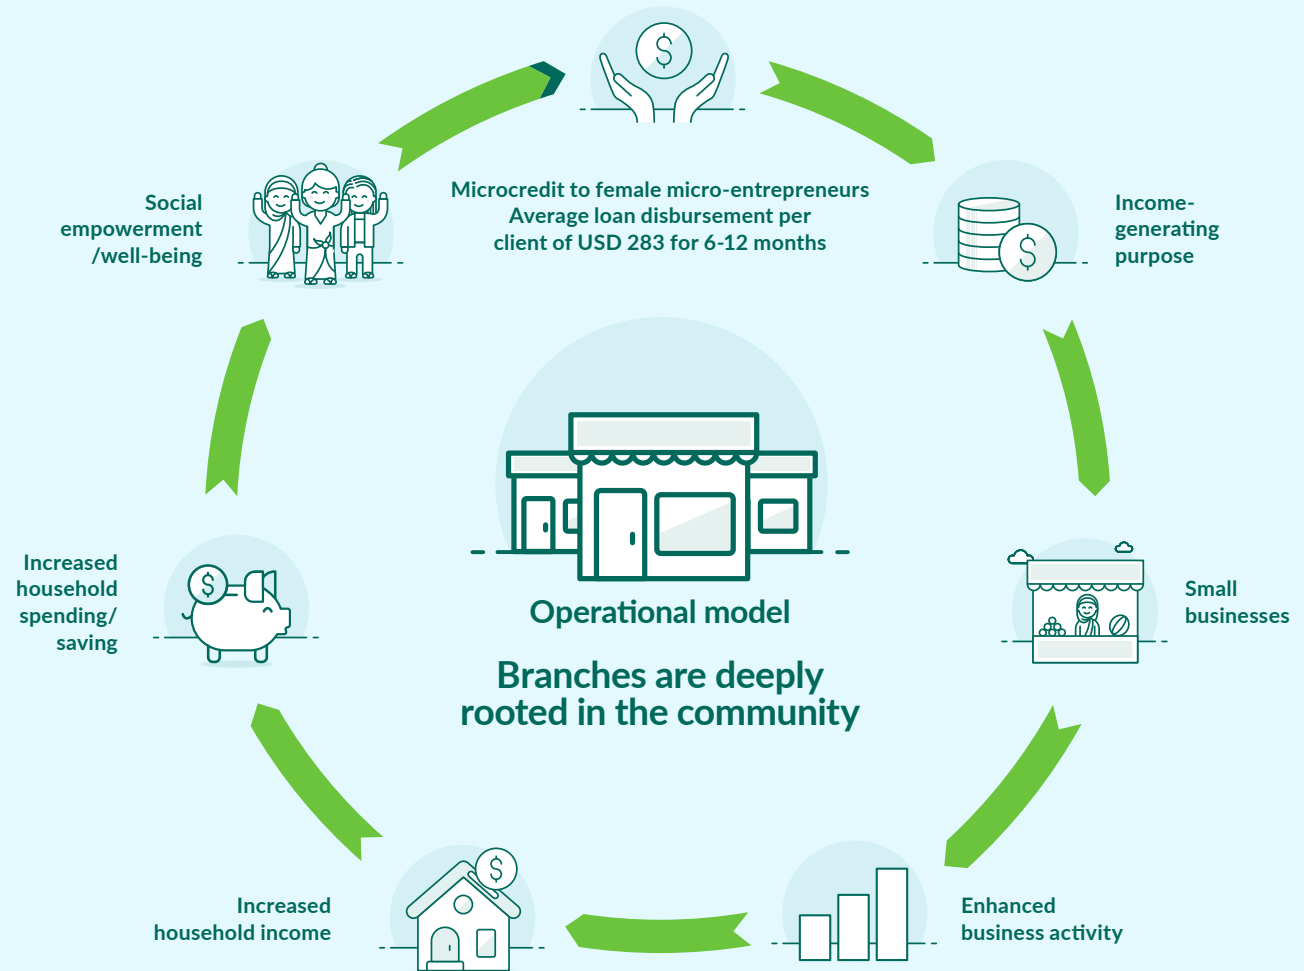 Microcredit to female micro-entrepreneurs
Average loan disbursement per
client of USD 283 for 6-12 months
Income-
generating
purpose
Small
businesses
Enhanced
business activity
Increased
household income
Increased
household
spending/
saving
Social
empowerment
/well-being
Operational model
Branches are deeply
rooted in the community